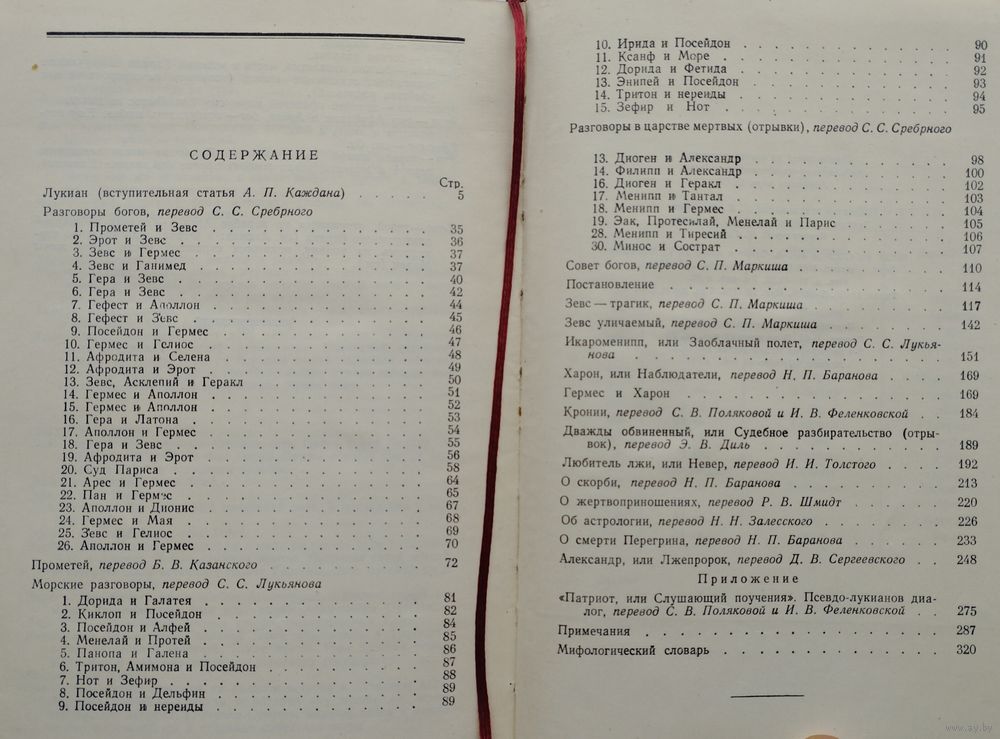 СОДЕРЖАНИЕ
Стр.
Лукиан (вступительная статья А. П. Каждана) 5
Разговоры богов, перевод С. С. Сребрного
1. Прометей и Зевс . . . . . . . . . . . . 35
2. Эрот и Зевс . . . . . . . . . . . . 36
3. Зевс и Гермес . . . . . . . . . . . . 37
4. Зевс и Ганимед . . . . . . . . . . . . 37
5. Гера и Зевс . . . . . . . . . . . . 40
6. Гера и Зевс . . . . . . . . . . . . 42
7. Гефест и Аполлон . . . . . . . . . . . . 44
8. Гефест и Зевс . . . . . . . . . . . . 45
9. Посейдон и Гермес . . . . . . . . . . . . 46
10. Гермес и Гелиос . . . . . . . . . . . . 47
11. Афродита и Селена . . . . . . . . . . . . 48
12. Афродита и Эрот . . . . . . . . . . . . 49
13. Зевс, Асклепий и Геракл . . . . . . . . . 50
14. Гермес и Аполлон . . . . . . . . . . . . 51
15. Гермес и Аполлон . . . . . . . . . . . . 52
16. Гера и Латона . . . . . . . . . . . . 53
17. Аполлон и Гермес . . . . . . . . . . . . 54
18. Гера и Зевс . . . . . . . . . . . . 55
19. Афродита и Эрот . . . . . . . . . . . . 56
20. Суд Париса . . . . . . . . . . . . 58
21. Арес и Гермес . . . . . . . . . . . . 64
22. Пан и Гермес . . . . . . . . . . . . 65
23. Аполлон и Дионис . . . . . . . . . . . . 67
24. Гермес и Мая . . . . . . . . . . . . 68
25. Зевс и Гелиос . . . . . . . . . . . . 69
26. Аполлон и Гермес . . . . . . . . . . . . 70
Прометей, перевод Б. В. Казанского . . . . . . . . 72
Морские разговоры, перевод С. С. Лукьянова
1. Дорида и Галатея . . . . . . . . . . . . 81
2. Киклоп и Посейдон . . . . . . . . . . . . 82
3. Посейдон и Алфей . . . . . . . . . . . . 84
4. Менелай и Протей . . . . . . . . . . . . 85
5. Панопа и Галена . . . . . . . . . . . . 86
6. Тритон, Амимона и Посейдон . . . . . . . . 87
7. Нот и Зефир . . . . . . . . . . . . 88
8. Посейдон и Дельфин . . . . . . . . . . . . 89
9. Посейдон и нереиды . . . . . . . . . . . . 89
10. Ирида и Посейдон . . . . . . . . . . . . 90
11. Ксанф и Море . . . . . . . . . . . . 91
12. Дорида и Фетида . . . . . . . . . . . . 92
13. Энипей и Посейдон . . . . . . . . . . . . 93
14. Тритон и нереиды . . . . . . . . . . . . 94
15. Зефир и Нот . . . . . . . . . . . . 95
Разговоры в царстве мертвых (отрывки), перевод С. С. Сребрного
13. Диоген и Александр . . . . . . . . . . . 98
14. Филипп и Александр . . . . . . . . . . . 100
16. Диоген и Геракл . . . . . . . . . . . . 102
17. Менипп и Тантал . . . . . . . . . . . . 103
18. Менипп и Гермес . . . . . . . . . . . . 104
19. Эак, Протесилай, Менелай и Парис . . . . . . 105
28. Менипп и Тиресий . . . . . . . . . . . . 106
30. Минос и Сострат . . . . . . . . . . . . 107
Совет богов, перевод С. П. Маркиша . . . . . . . . 110
Постановление . . . . . . . . . . . . . . 114
Зевс — трагик, перевод С. П. Маркиша . . . . . . . 117
Зевс уличаемый, перевод С. П. Маркиша . . . . . . . 142
Икароменипп, или Заоблачный полет, перевод С. С. Лукья-
нова . . . . . . . . . . . . . . . 151
Харон, или Наблюдатели, перевод Н. П. Баранова . . . . 169
Гермес и Харон . . . . . . . . . . . . . 169
Кронии, перевод С. В. Поляковой и И. В. Феленковской . . 184
Дважды обвиненный, или Судебное разбирательство (отры-
вок), перевод Э. В. Диль . . . . . . . . . . 189
Любитель лжи, или Невер, перевод И. И. Толстого . . . . 192
О скорби, перевод Н. П. Баранова . . . . . . . . . 213
О жертвоприношениях, перевод Р. В. Шмидт . . . . . 220
Об астрологии, перевод Н. Н. Залесского . . . . . . . 226
О смерти Перегрина, перевод Н. П. Баранова . . . . . 233
Александр, или Лжепророк, перевод Д. В. Сергеевского . . 248
Приложение
«Патриот, или Слушающий поучения». Псевдо-лукианов диа-
лог, перевод С. В. Поляковой и И. В. Феленковской . . 275
Примечания . . . . . . . . . . . . . . . 287
Мифологический словарь . . . . . . . . . . . . 320
www.ay.by